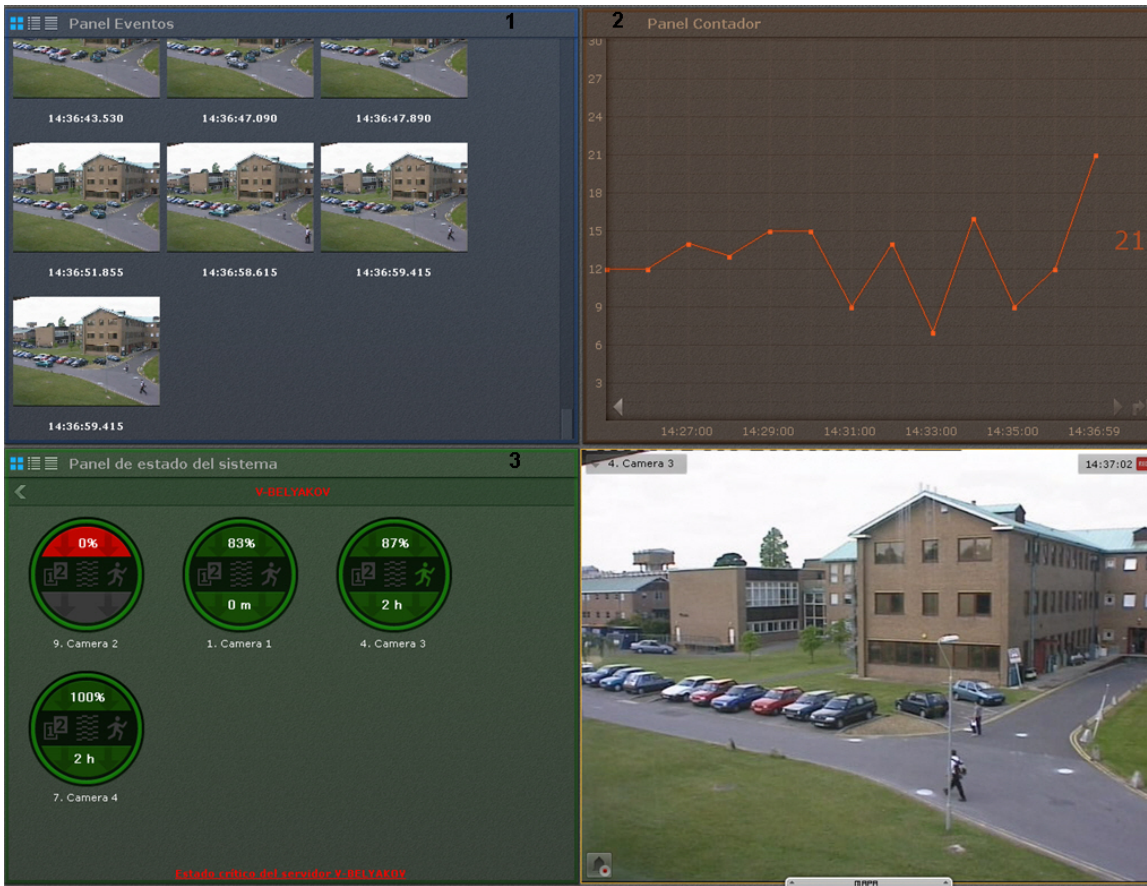 Panel Eventos 1
14:36:43.530 14:36:47.090 14:36:47.890
14:36:51.855 14:36:58.615 14:36:59.415
14:36:59.415
2 Panel Contador
30
27
24
21
18
15
12
9
6
3
21
14:27:00 14:29:00 14:31:00 14:33:00 14:35:00 14:36:59
Panel de estado del sistema 3
V-BELYAKOV
0% 83% 87%
12 12 12
0 m 2 h
9. Camera 2 1. Camera 1 4. Camera 3
100%
12
2 h
7. Camera 4
Estado crítico del servidor V-BELYAKOV
4. Camera 3 14:37:02
MAPA